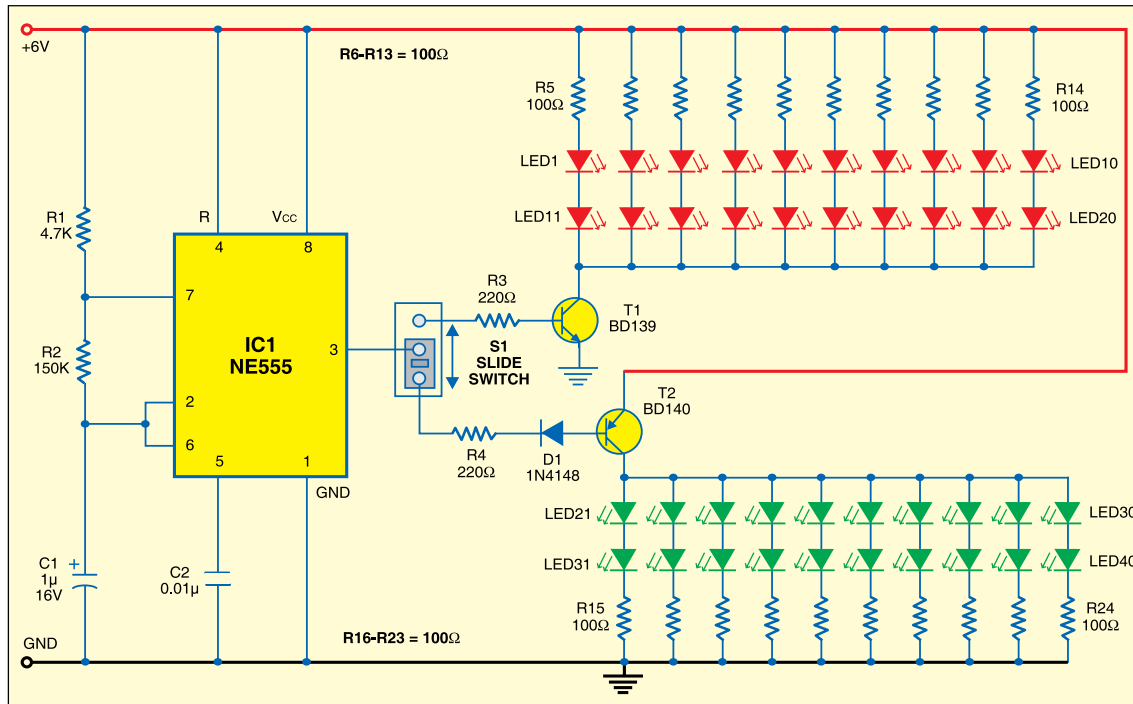 +6V
R6-R13 = 100Ω
R5
100Ω
R14
100Ω
LED1
LED10
LED11
LED20
R1
4.7K
R
VCC
4
8
7
R3
220Ω
T1
BD139
IC1
NE555
3
S1
SLIDE
SWITCH
R2
150K
2
6
T2
BD140
5
1
GND
R4
220Ω
D1
1N4148
LED21
LED30
LED31
LED40
C1
+
1µ
16V
C2
0.01µ
R15
100Ω
R24
100Ω
GND
R16-R23 = 100Ω